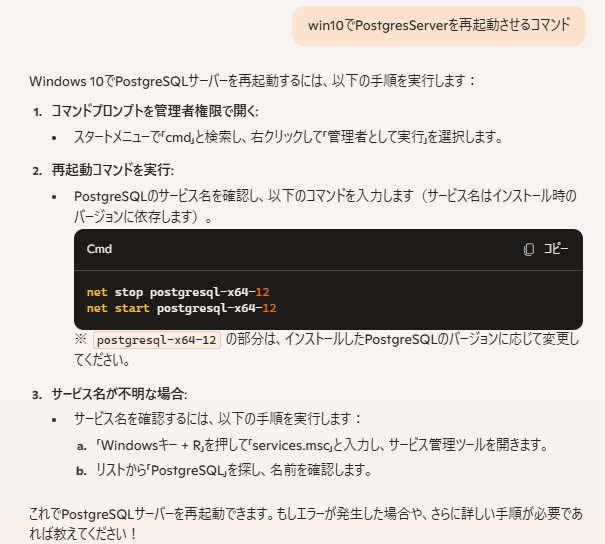 win10でPostgresServerを再起動させるコマンド
Windows 10でPostgreSQLサーバーを再起動するには、以下の手順を実行します：
1. コマンドプロンプトを管理者権限で開く:
• スタートメニューで「cmd」と検索し、右クリックして「管理者として実行」を選択します。
2. 再起動コマンドを実行:
• PostgreSQLのサービス名を確認し、以下のコマンドを入力します（サービス名はインストール時の
バージョンに依存します）。
Cmd コピー
net stop postgresql-x64-12
net start postgresql-x64-12
※ postgresql-x64-12 の部分は、インストールしたPostgreSQLのバージョンに応じて変更し
てください。
3. サービス名が不明な場合:
• サービス名を確認するには、以下の手順を実行します：
a. 「Windowsキー + R」を押して「services.msc」と入力し、サービス管理ツールを開きます。
b. リストから「PostgreSQL」を探し、名前を確認します。
これでPostgreSQLサーバーを再起動できます。もしエラーが発生した場合や、さらに詳しい手順が必要であ
れば教えてください！